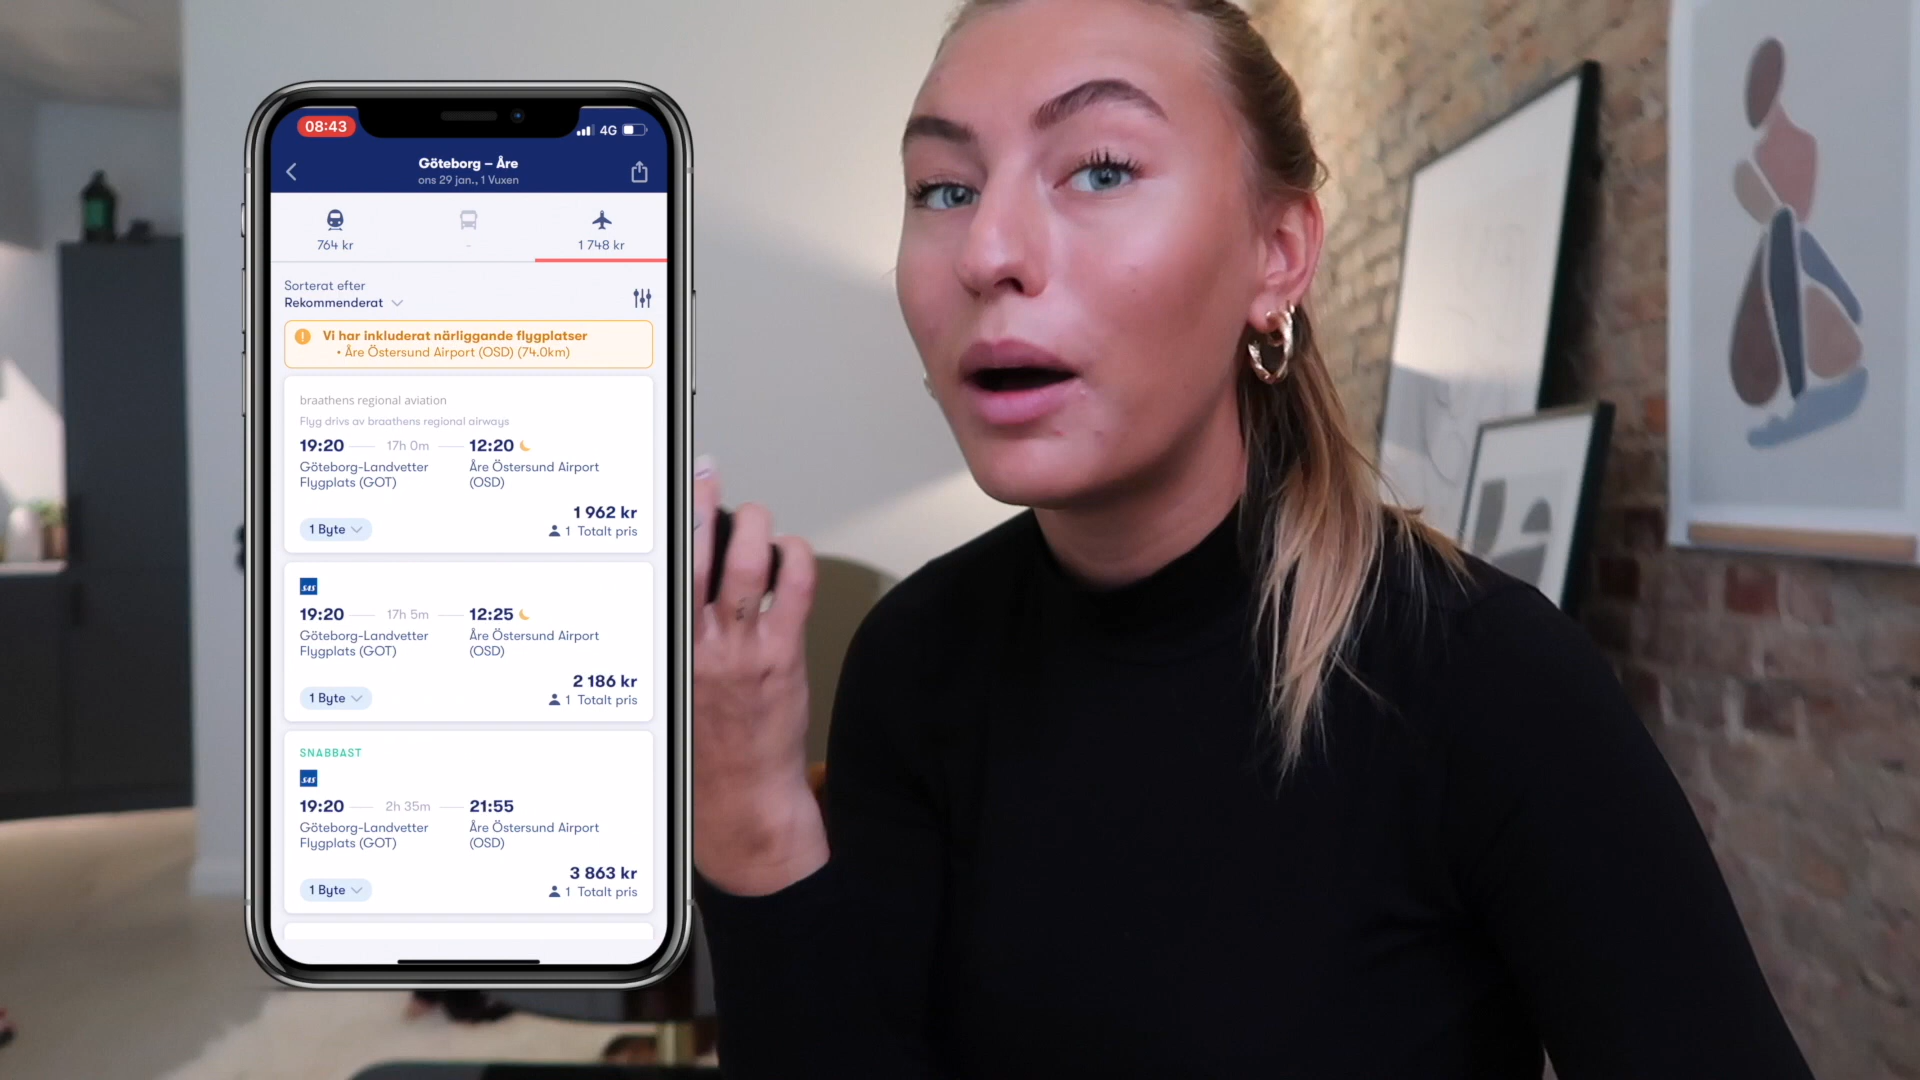 08:43
4G
Göteborg – Åre
ons 29 jan., 1 Vuxen
764 kr
-
1 748 kr
Sorterat efter
Rekommenderat
Vi har inkluderat närliggande flygplatser
• Åre Östersund Airport (OSD) (74.0km)
braathens regional aviation
Flyg drivs av braathens regional airways
19:20 17h 0m 12:20
Göteborg-Landvetter Åre Östersund Airport
Flygplats (GOT) (OSD)
1 962 kr
1 Byte 1 Totalt pris
SAS
19:20 17h 5m 12:25
Göteborg-Landvetter Åre Östersund Airport
Flygplats (GOT) (OSD)
2 186 kr
1 Byte 1 Totalt pris
SNABBAST
SAS
19:20 2h 35m 21:55
Göteborg-Landvetter Åre Östersund Airport
Flygplats (GOT) (OSD)
3 863 kr
1 Byte 1 Totalt pris